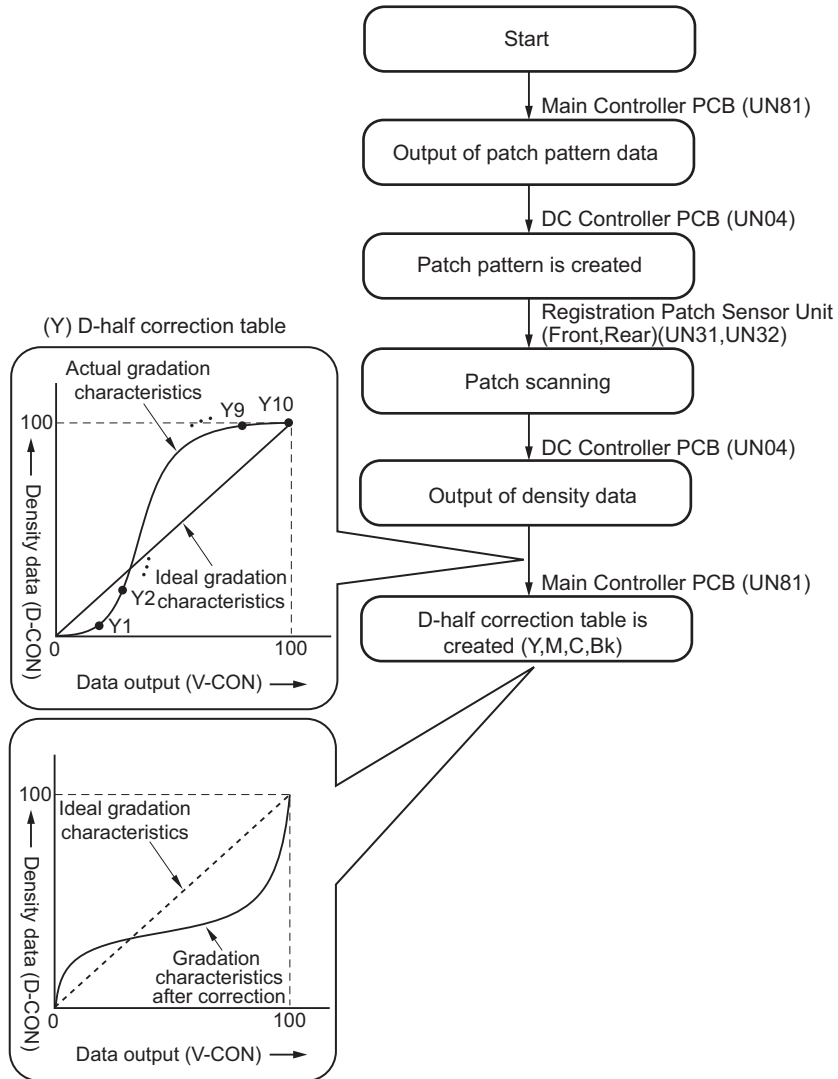 Start
Main Controller PCB (UN81)
Output of patch pattern data
DC Controller PCB (UN04)
Patch pattern is created
Registration Patch Sensor Unit
(Front,Rear)(UN31,UN32)
Patch scanning
DC Controller PCB (UN04)
Output of density data
Main Controller PCB (UN81)
D-half correction table is
created (Y,M,C,Bk)
(Y) D-half correction table
Actual gradation
characteristics
Y9
Y10
100
Density data (D-CON)
Ideal gradation
characteristics
Y2
Y1
0
100
Data output (V-CON)
100
Ideal gradation
characteristics
Density data (D-CON)
Gradation
characteristics
after correction
0
100
Data output (V-CON)